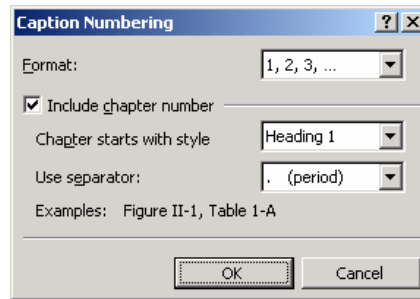 Caption Numbering
Format: 1, 2, 3, ...
Include chapter number
Chapter starts with style Heading 1
Use separator: . (period)
Examples: Figure II-1, Table 1-A
OK Cancel